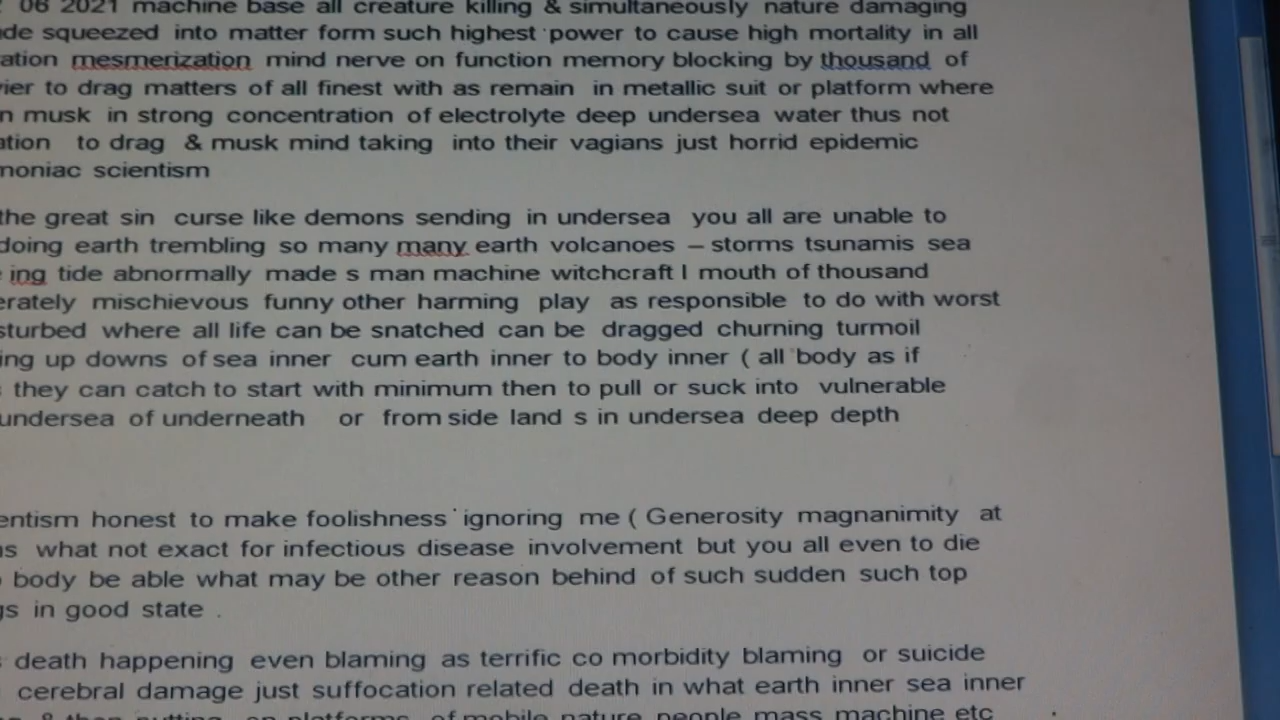 06 2021 machine base all creature killing & simultaneously nature damaging
squeezed into matter form such highest power to cause high mortality in all
mesmerization mind nerve on function memory blocking by thousand of
to drag matters of all finest with as remain in metallic suit or platform where
musk in strong concentration of electrolyte deep undersea water thus not
to drag & musk mind taking into their vagians just horrid epidemic
scientism
the great sin curse like demons sending in undersea you all are unable to
doing earth trembling so many many earth volcanoes – storms tsunamis sea
ing tide abnormally made s man machine witchcraft I mouth of thousand
mischievous funny other harming play as responsible to do with worst
where all life can be snatched can be dragged churning turmoil
up downs of sea inner cum earth inner to body inner ( all body as if
they can catch to start with minimum then to pull or suck into vulnerable
undersea of underneath or from side land s in undersea deep depth
honest to make foolishness ignoring me ( Generosity magnanimity at
what not exact for infectious disease involvement but you all even to die
body be able what may be other reason behind of such sudden such top
in good state .
death happening even blaming as terrific co morbidity blaming or suicide
cerebral damage just suffocation related death in what earth inner sea inner
& then putting on platforms of mobile nature people mass machine etc